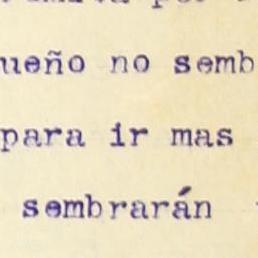 ueño no semb
para ir mas
sembrarán